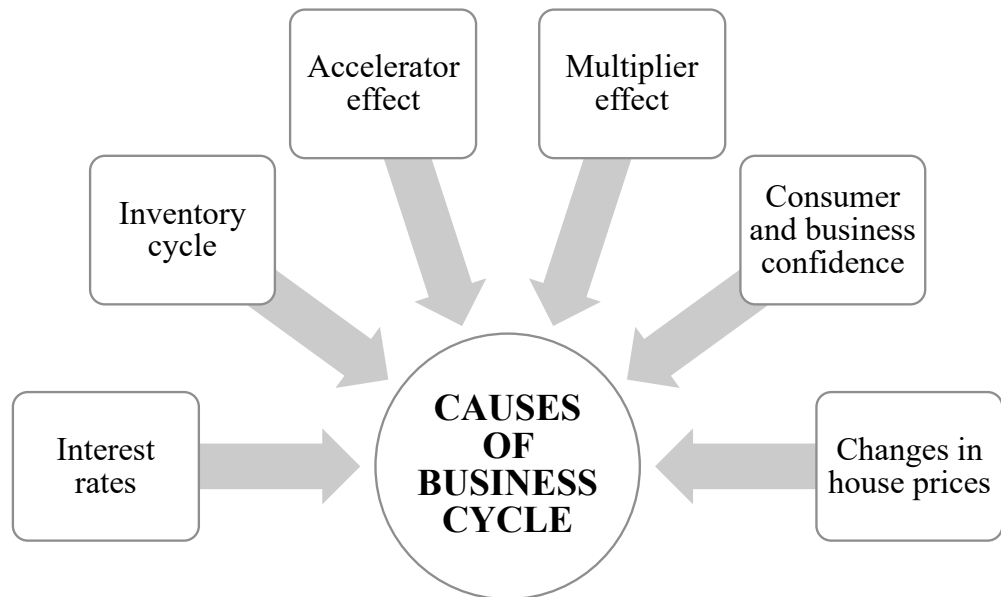 Accelerator
effect
Multiplier
effect
Inventory
cycle
Consumer
and business
confidence
Interest
rates
CAUSES
OF
BUSINESS
CYCLE
Changes in
house prices